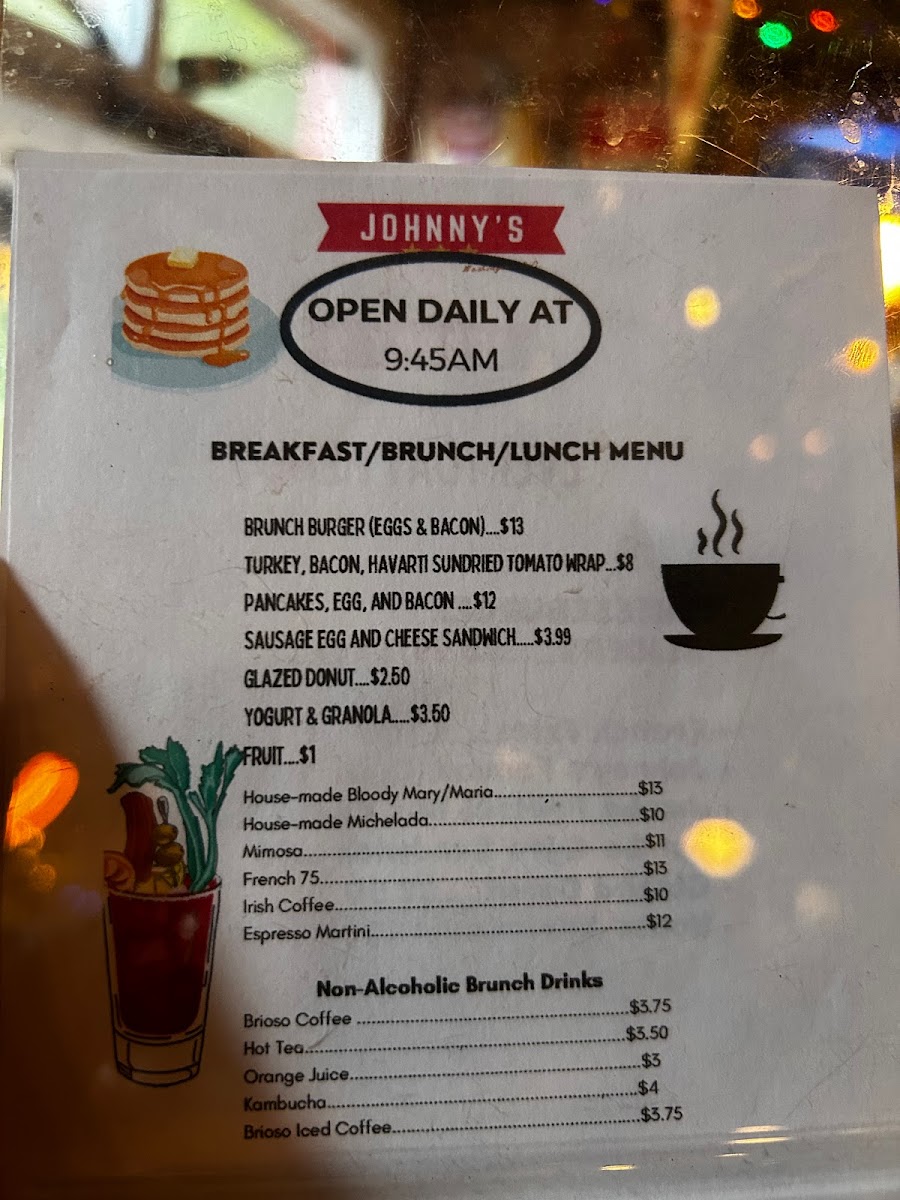 JOHNNY'S
OPEN DAILY AT
9:45AM
BREAKFAST/BRUNCH/LUNCH MENU
BRUNCH BURGER (EGGS & BACON)....$13
TURKEY, BACON, HAVARTI SUNDRIED TOMATO WRAP...$8
PANCAKES, EGG, AND BACON ....$12
SAUSAGE EGG AND CHEESE SANDWICH.....$3.99
GLAZED DONUT....$2.50
YOGURT & GRANOLA.....$3.50
FRUIT....$1
House-made Bloody Mary/Maria..............................$13
House-made Michelada............................................$10
Mimosa........................................................................$11
French 75....................................................................$13
Irish Coffee.................................................................$10
Espresso Martini.........................................................$12
Non-Alcoholic Brunch Drinks
Brioso Coffee .........................................................$3.75
Hot Tea....................................................................$3.50
Orange Juice.............................................................$3
Kambucha..................................................................$4
Brioso Iced Coffee....................................................$3.75